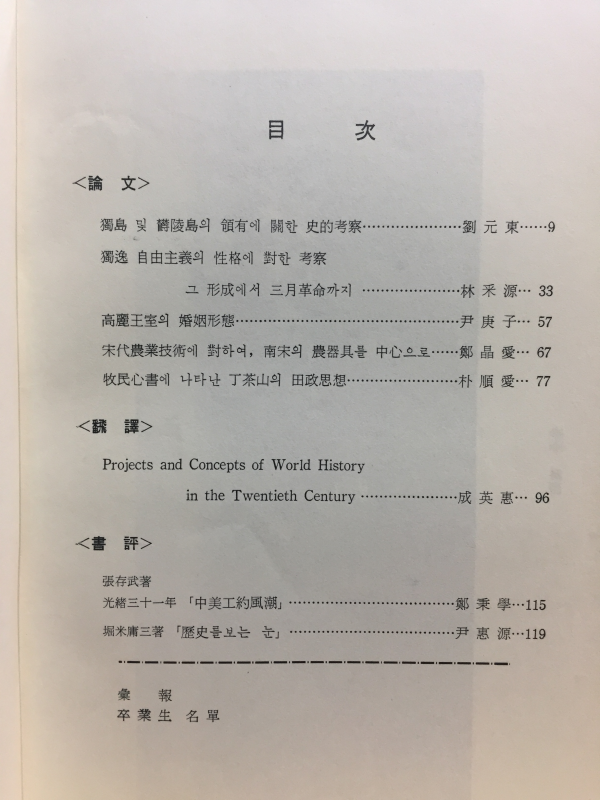 目 次
<論 文>
獨島 및 欝陵島의 領有에 關한 史的考察……………………劉元東……9
獨逸 自由主義의 性格에 對한 考察
그 形成에서 三月革命까지 ……………………林釆源… 33
高麗王室의 婚姻形態……………………………………………尹庚子… 57
宋代農業技術에 對하여, 南宋의 農器具를 中心으로……鄭晶愛… 67
牧民心書에 나타난 丁茶山의 田政思想……………………朴順愛… 77
<飜 譯>
Projects and Concepts of World History
in the Twentieth Century …………………成英惠… 96
<書 評>
張存武著
光緒三十一年 「中美工約風潮」……………………………………鄭秉學…115
堀米庸三著 「歷史를보는 눈」……………………………………尹惠源…119
彙 報
卒業生 名單